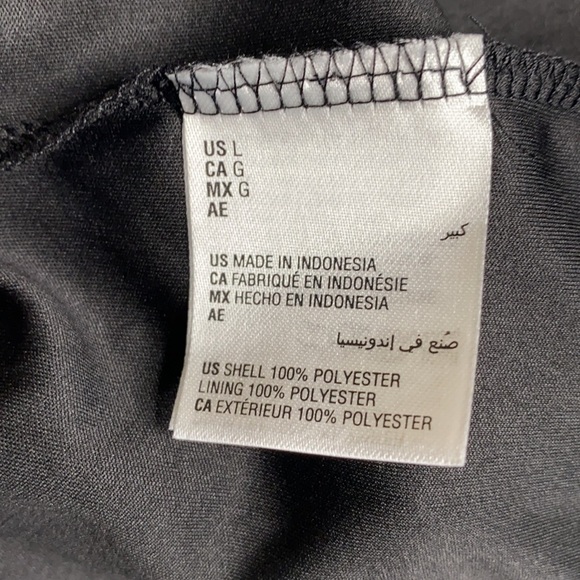 US L
CA G
MX G
AE
كبير
US MADE IN INDONESIA
CA FABRIQUÉ EN INDONÉSIE
MX HECHO EN INDONESIA
AE
صُنع في إندونيسيا
US SHELL 100% POLYESTER
LINING 100% POLYESTER
CA EXTÉRIEUR 100% POLYESTER